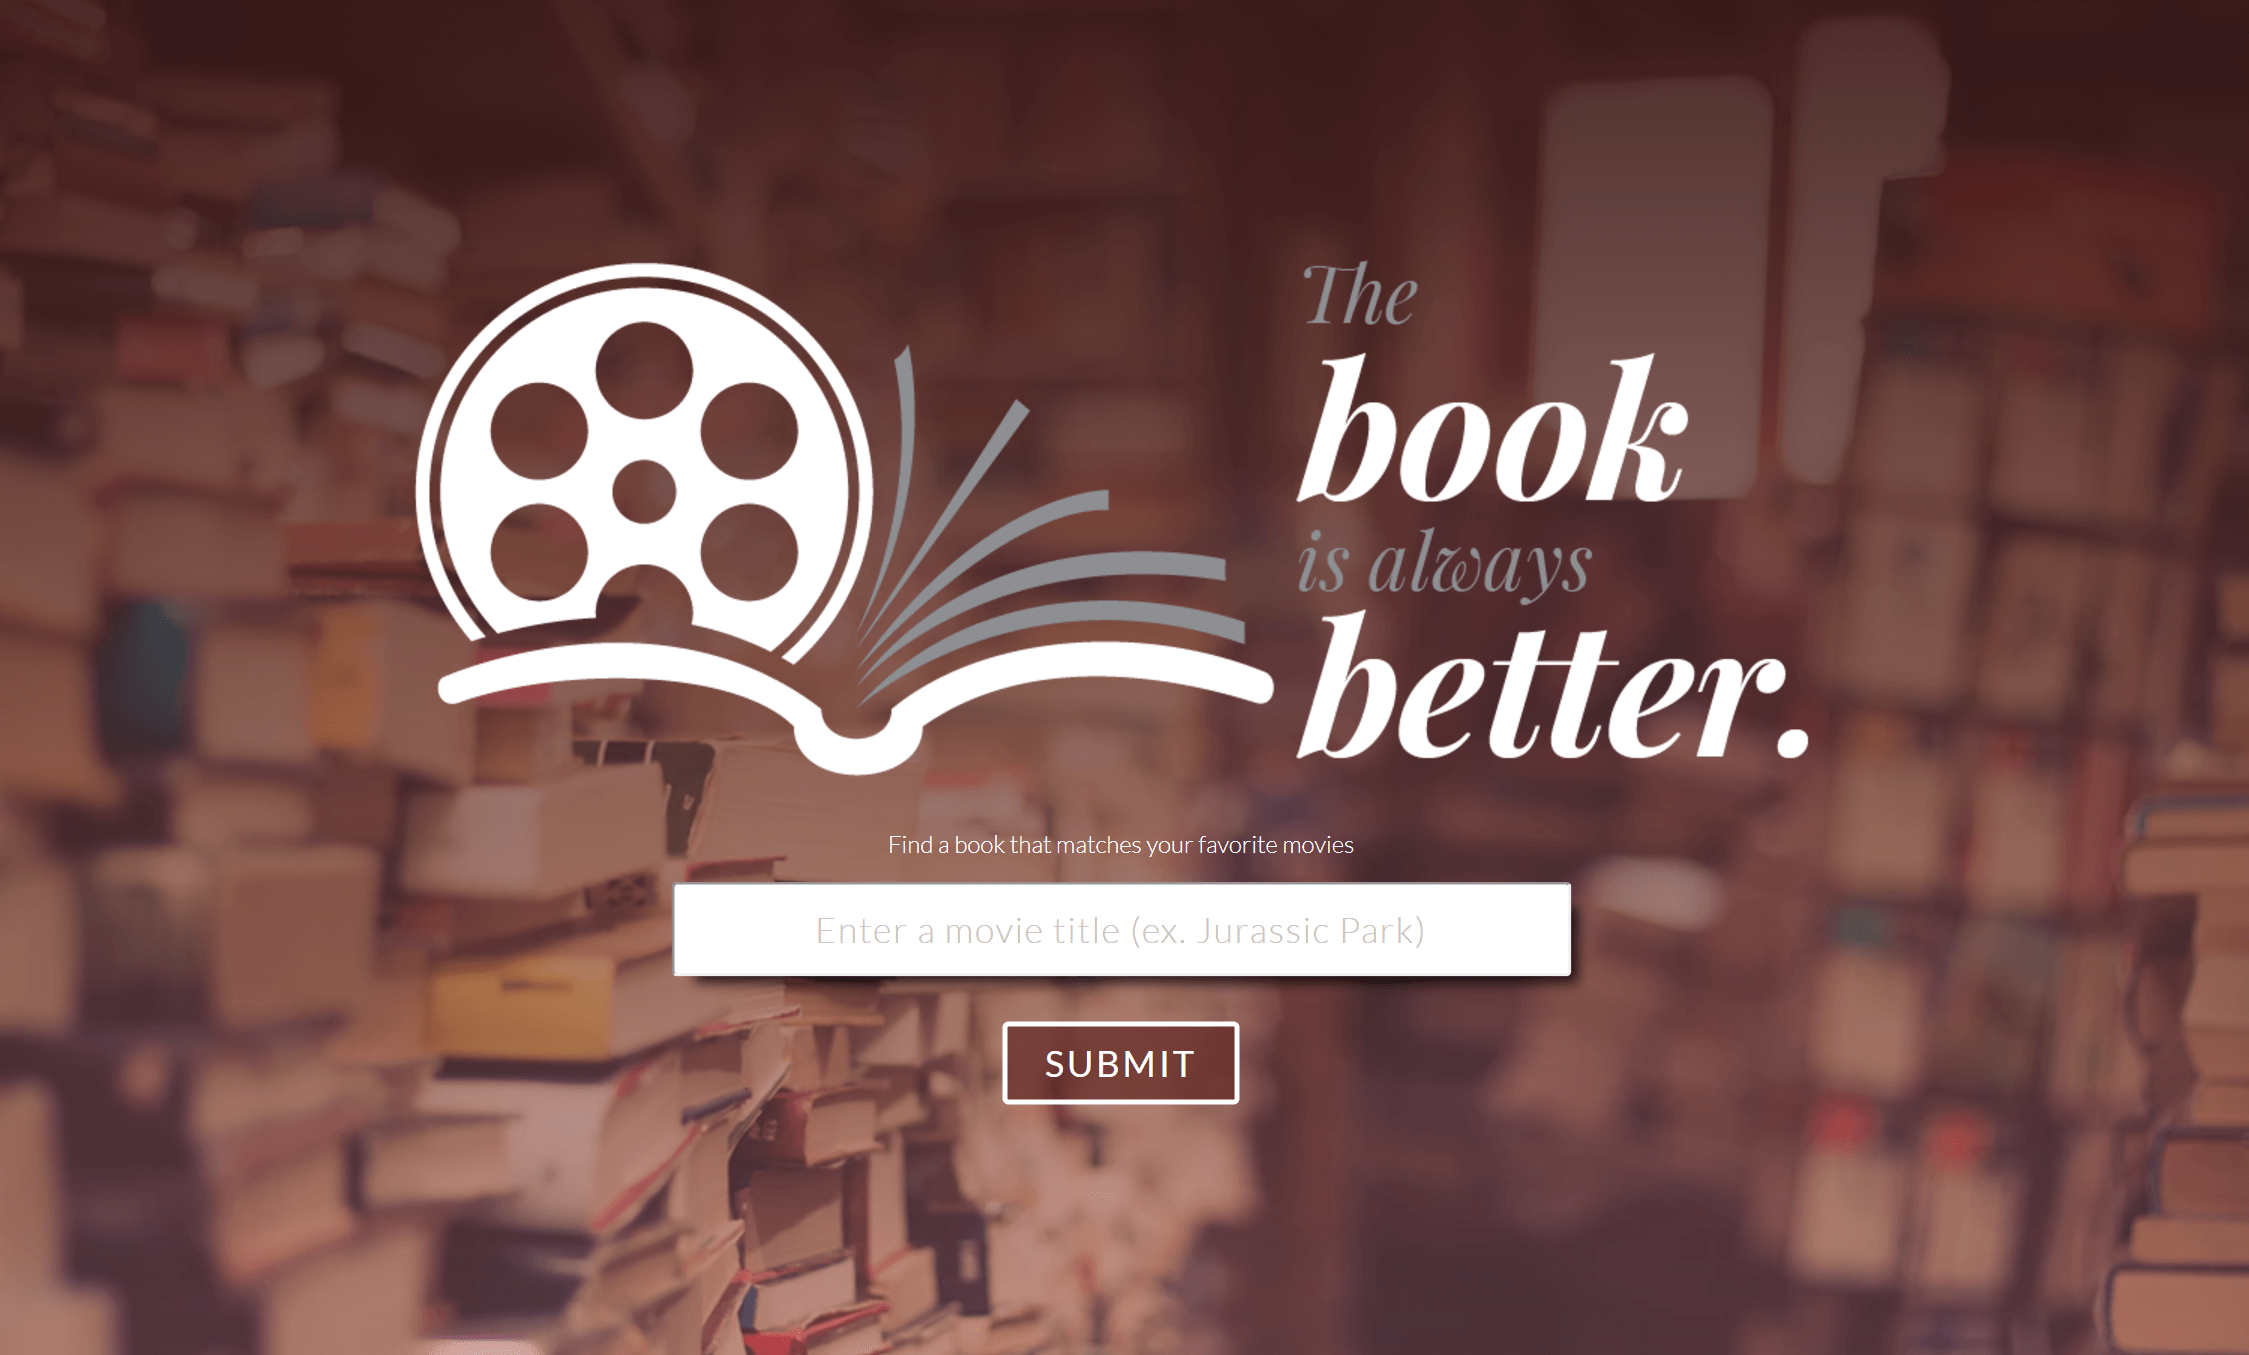 The
book
is always
better.
Find a book that matches your favorite movies
Enter a movie title (ex. Jurassic Park)
SUBMIT